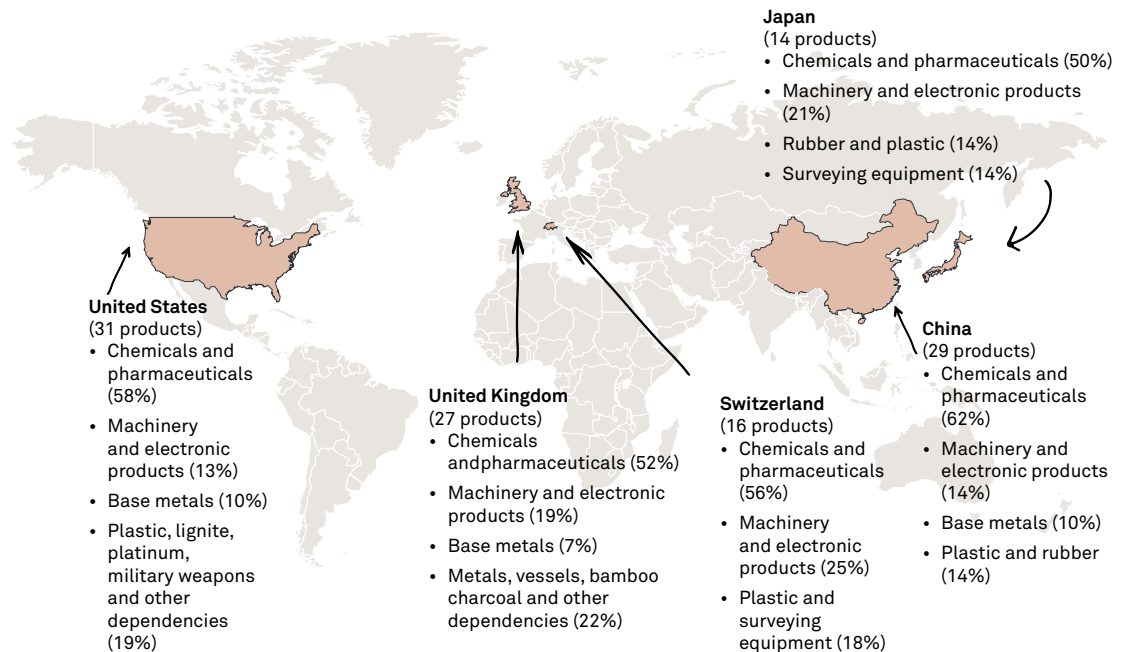 Japan
(14 products)
• Chemicals and pharmaceuticals (50%)
• Machinery and electronic products
(21%)
• Rubber and plastic (14%)
• Surveying equipment (14%)
United States
(31 products)
• Chemicals and
pharmaceuticals
(58%)
• Machinery
and electronic
products (13%)
• Base metals (10%)
• Plastic, lignite,
platinum,
military weapons
and other
dependencies
(19%)
United Kingdom
(27 products)
• Chemicals
andpharmaceuticals (52%)
• Machinery and electronic
products (19%)
• Base metals (7%)
• Metals, vessels, bamboo
charcoal and other
dependencies (22%)
Switzerland
(16 products)
• Chemicals and
pharmaceuticals
(56%)
• Machinery
and electronic
products (25%)
• Plastic and
surveying
equipment (18%)
China
(29 products)
• Chemicals and
pharmaceuticals
(62%)
• Machinery and
electronic products
(14%)
• Base metals (10%)
• Plastic and rubber
(14%)